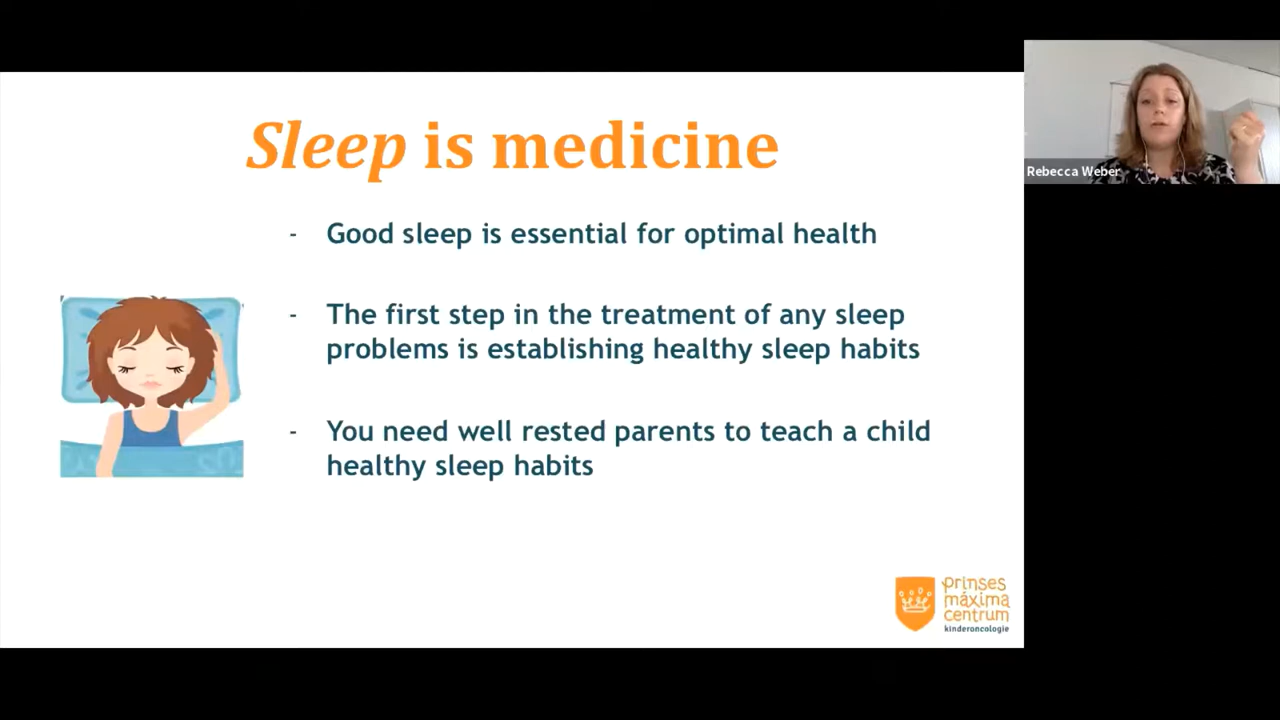 Sleep is medicine
- Good sleep is essential for optimal health
- The first step in the treatment of any sleep
problems is establishing healthy sleep habits
- You need well rested parents to teach a child
healthy sleep habits
prinses
máxima
centrum
kinderoncologie
Rebecca Weber